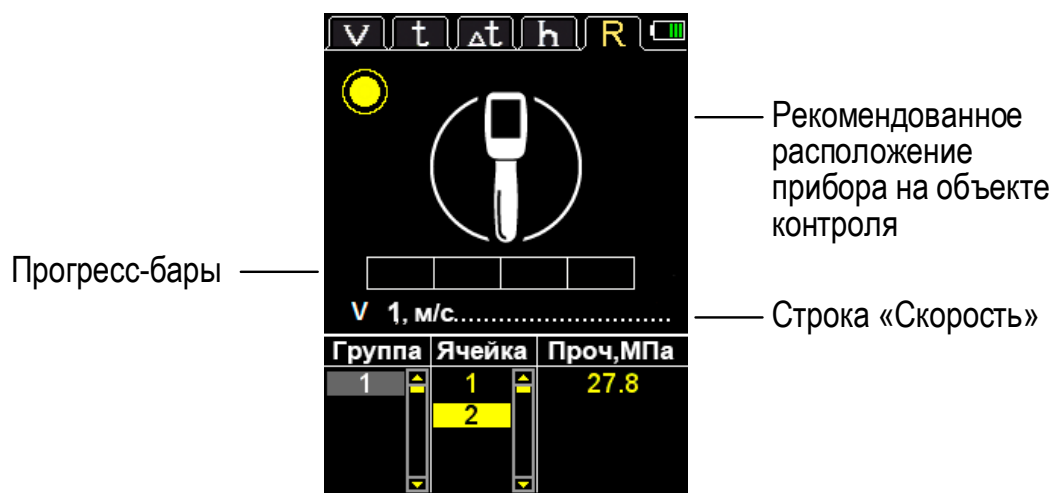 V t Δt h R
Рекомендованное
расположение
прибора на объекте
контроля
Прогресс-бары
V 1, м/с................................
Строка «Скорость»
Группа Ячейка Проч,МПа
1 1 27.8
2